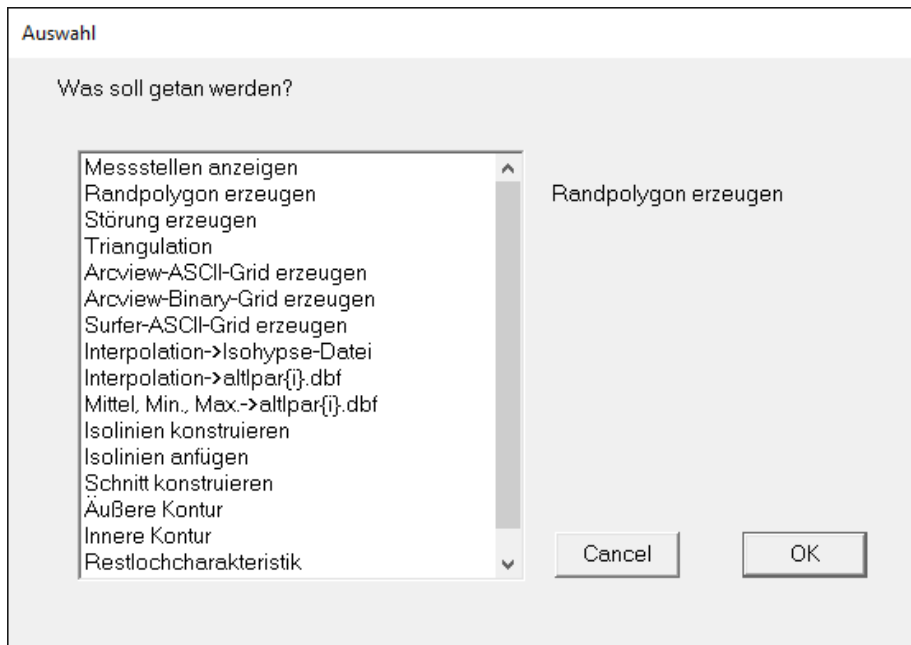 Auswahl
Was soll getan werden?
Messstellen anzeigen
Randpolygon erzeugen
Störung erzeugen
Triangulation
Arcview-ASCII-Grid erzeugen
Arcview-Binary-Grid erzeugen
Surfer-ASCII-Grid erzeugen
Interpolation->Isohypse-Datei
Interpolation->altlpar{i}.dbf
Mittel, Min., Max.->altlpar{i}.dbf
Isolinien konstruieren
Isolinien anfügen
Schnitt konstruieren
Äußere Kontur
Innere Kontur
Restlochcharakteristik
Randpolygon erzeugen
Cancel
OK